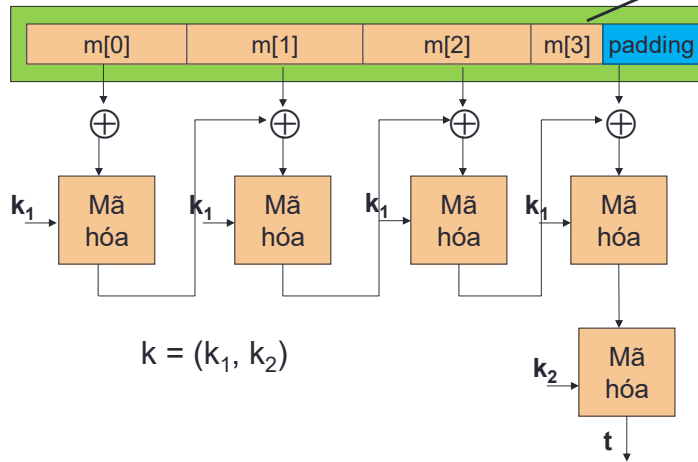 m[0] m[1] m[2] m[3] padding
k₁ Mã hóa k₁ Mã hóa k₁ Mã hóa k₁ Mã hóa
k = (k₁, k₂)
k₂ Mã hóa
t